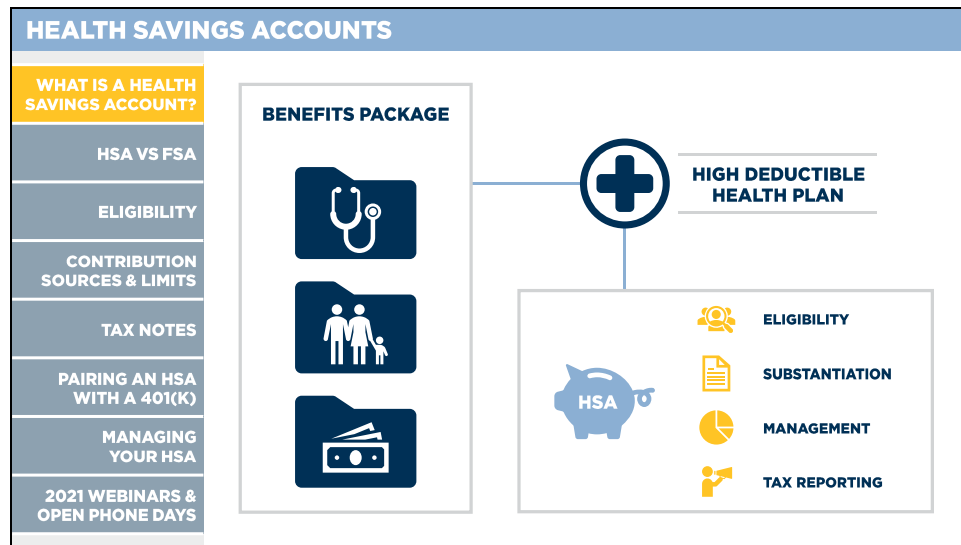 HEALTH SAVINGS ACCOUNTS
WHAT IS A HEALTH
SAVINGS ACCOUNT?
HSA VS FSA
ELIGIBILITY
CONTRIBUTION
SOURCES & LIMITS
TAX NOTES
PAIRING AN HSA
WITH A 401(K)
MANAGING
YOUR HSA
2021 WEBINARS &
OPEN PHONE DAYS
BENEFITS PACKAGE
HIGH DEDUCTIBLE
HEALTH PLAN
HSA
ELIGIBILITY
SUBSTANTIATION
MANAGEMENT
TAX REPORTING